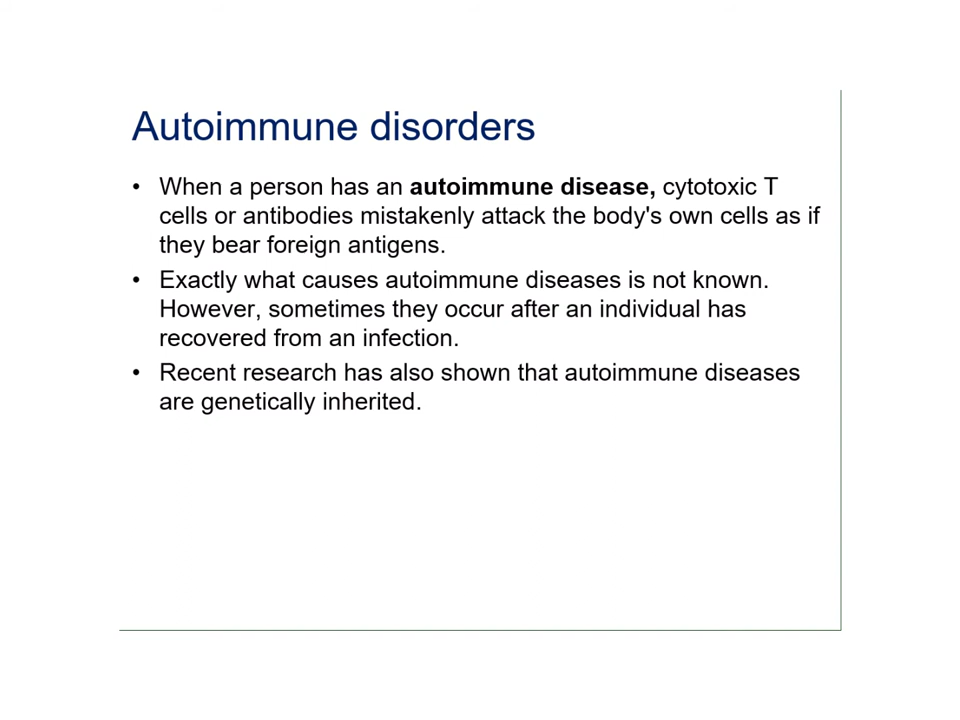 Autoimmune disorders
• When a person has an autoimmune disease, cytotoxic T
cells or antibodies mistakenly attack the body's own cells as if
they bear foreign antigens.
• Exactly what causes autoimmune diseases is not known.
However, sometimes they occur after an individual has
recovered from an infection.
• Recent research has also shown that autoimmune diseases
are genetically inherited.